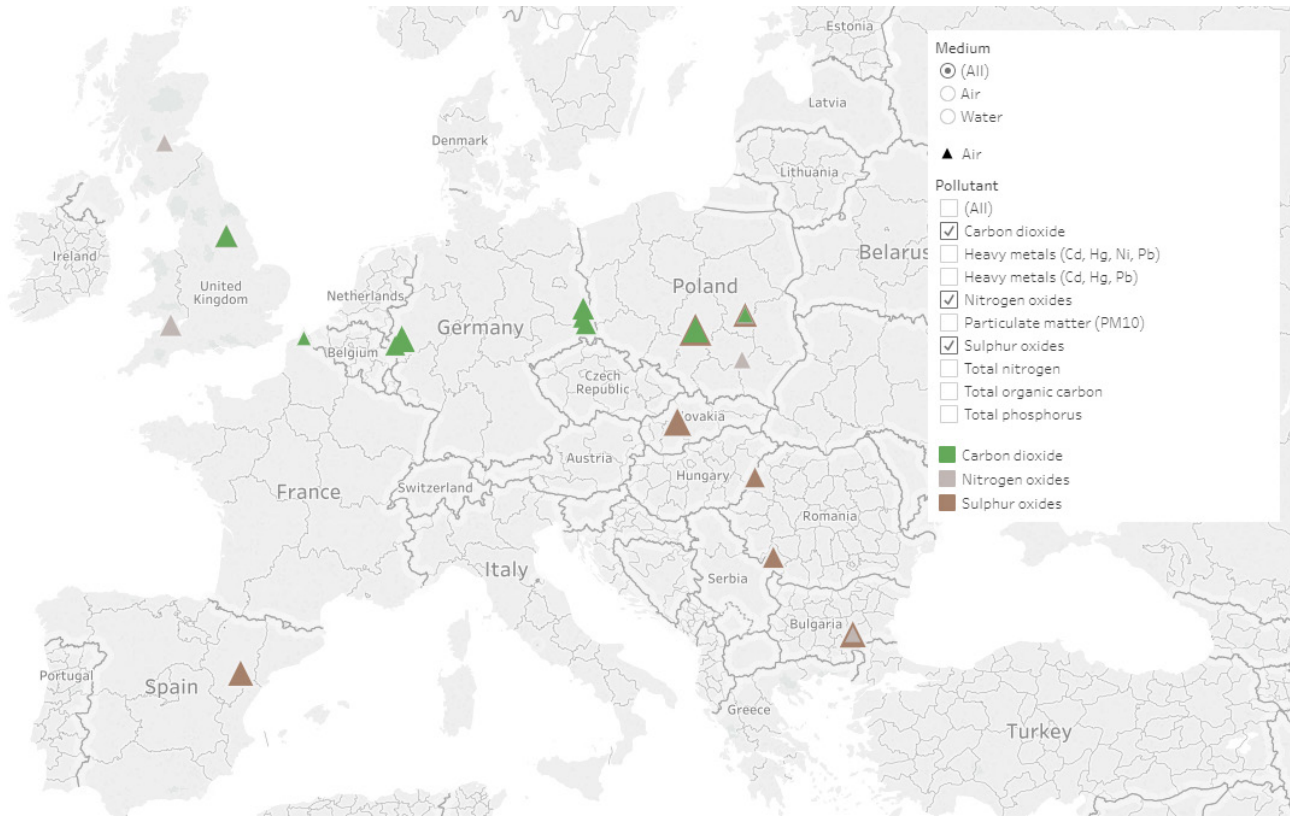 Estonia
Latvia
Denmark
Lithuania
Ireland
United
Kingdom
Netherlands
Belgium
Germany
Poland
Belarus
Czech
Republic
Slovakia
Austria
France
Switzerland
Hungary
Romania
Italy
Serbia
Bulgaria
Portugal
Spain
Greece
Turkey
Medium
(All)
Air
Water
Air
Pollutant
(All)
Carbon dioxide
Heavy metals (Cd, Hg, Ni, Pb)
Heavy metals (Cd, Hg, Pb)
Nitrogen oxides
Particulate matter (PM10)
Sulphur oxides
Total nitrogen
Total organic carbon
Total phosphorus
Carbon dioxide
Nitrogen oxides
Sulphur oxides